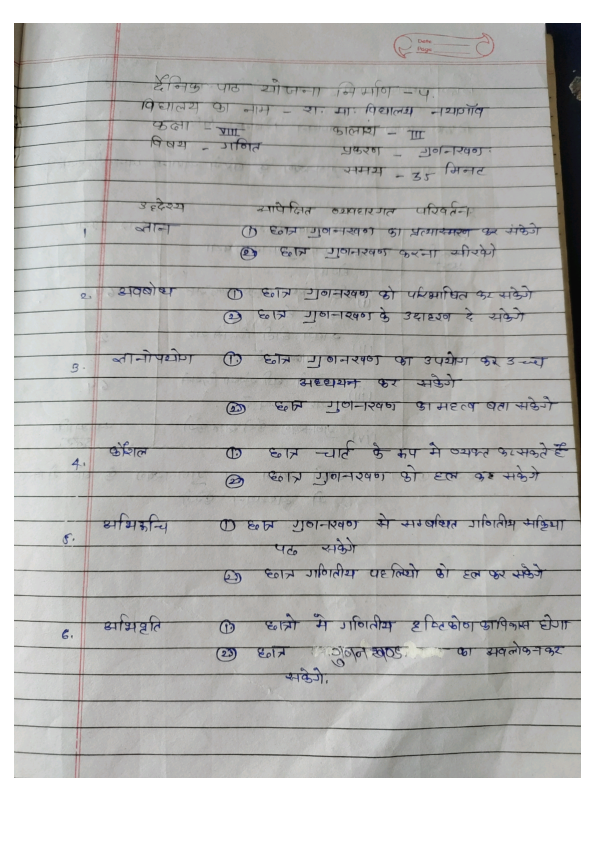 Date
Page
दैनिक पाठ योजना निर्माण - 5.
विद्यालय का नाम - रा. मा. विद्यालय नयागाँव
कक्षा - VIII कालांश - III
विषय - गणित प्रकरण - गुणनखण्ड
समय - 35 मिनट
उद्देश्य अपेक्षित व्यवहारगत परिवर्तन
1. ज्ञान (1) छात्र गुणनखण्ड का प्रत्यास्मरण कर सकेंगे
(2) छात्र गुणनखण्ड करना सीखेंगे
2. अवबोध (1) छात्र गुणनखण्ड को परिभाषित कर सकेगे
(2) छात्र गुणनखण्ड के उदाहरण दे सकेगे
3. ज्ञानोपयोग (1) छात्र गुणनखण्ड का उपयोग कर उच्च
अध्ययन कर सकेगे
(2) छात्र गुणनखण्ड का महत्व बता सकेगे
4. कौशल (1) छात्र चार्ट के रूप मे व्यक्त कर सकते है
(2) छात्र गुणनखण्ड को हल कर सकेगे
5. अभिरूचि (1) छात्र गुणनखण्ड से सम्बन्धित गणितीय सक्रिया
पढ सकेगे
(2) छात्र गणितीय पहलियो को हल कर सकेगे
6. अभिवृति (1) छात्रो मे गणितीय दृष्टिकोण का विकास होगा
(2) छात्र गुणनखण्ड का अवलोकन कर
सकेगे.